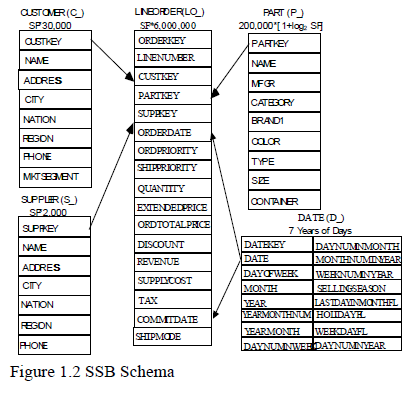 CUSTOMER (C_)
SF*30,000
CUSTKEY
NAME
ADDRESS
CITY
NATION
REGION
PHONE
MKTSEGMENT
SUPPLIER (S_)
SF*2,000
SUPPKEY
NAME
ADDRESS
CITY
NATION
REGION
PHONE
LINEORDER (LO_)
SF*6,000,000
ORDERKEY
LINENUMBER
CUSTKEY
PARTKEY
SUPPKEY
ORDERDATE
ORDPRIORITY
SHIPPRIORITY
QUANTITY
EXTENDEDPRICE
ORDTOTALPRICE
DISCOUNT
REVENUE
SUPPLYCOST
TAX
COMMITDATE
SHIPMODE
PART (P_)
200,000*[1+log₂ SF]
PARTKEY
NAME
MFGR
CATEGORY
BRAND1
COLOR
TYPE
SIZE
CONTAINER
DATE (D_)
7 Years of Days
DATEKEY DAYNUMINMONTH
DATE MONTHNUMINYEAR
DAYOFWEEK WEEKNUMINYEAR
MONTH SELLINGSEASON
YEAR LASTDAYINMONTHFL
YEARMONTHNUM HOLIDAYFL
YEARMONTH WEEKDAYFL
DAYNUMINWEEK DAYNUMINYEAR
Figure 1.2 SSB Schema